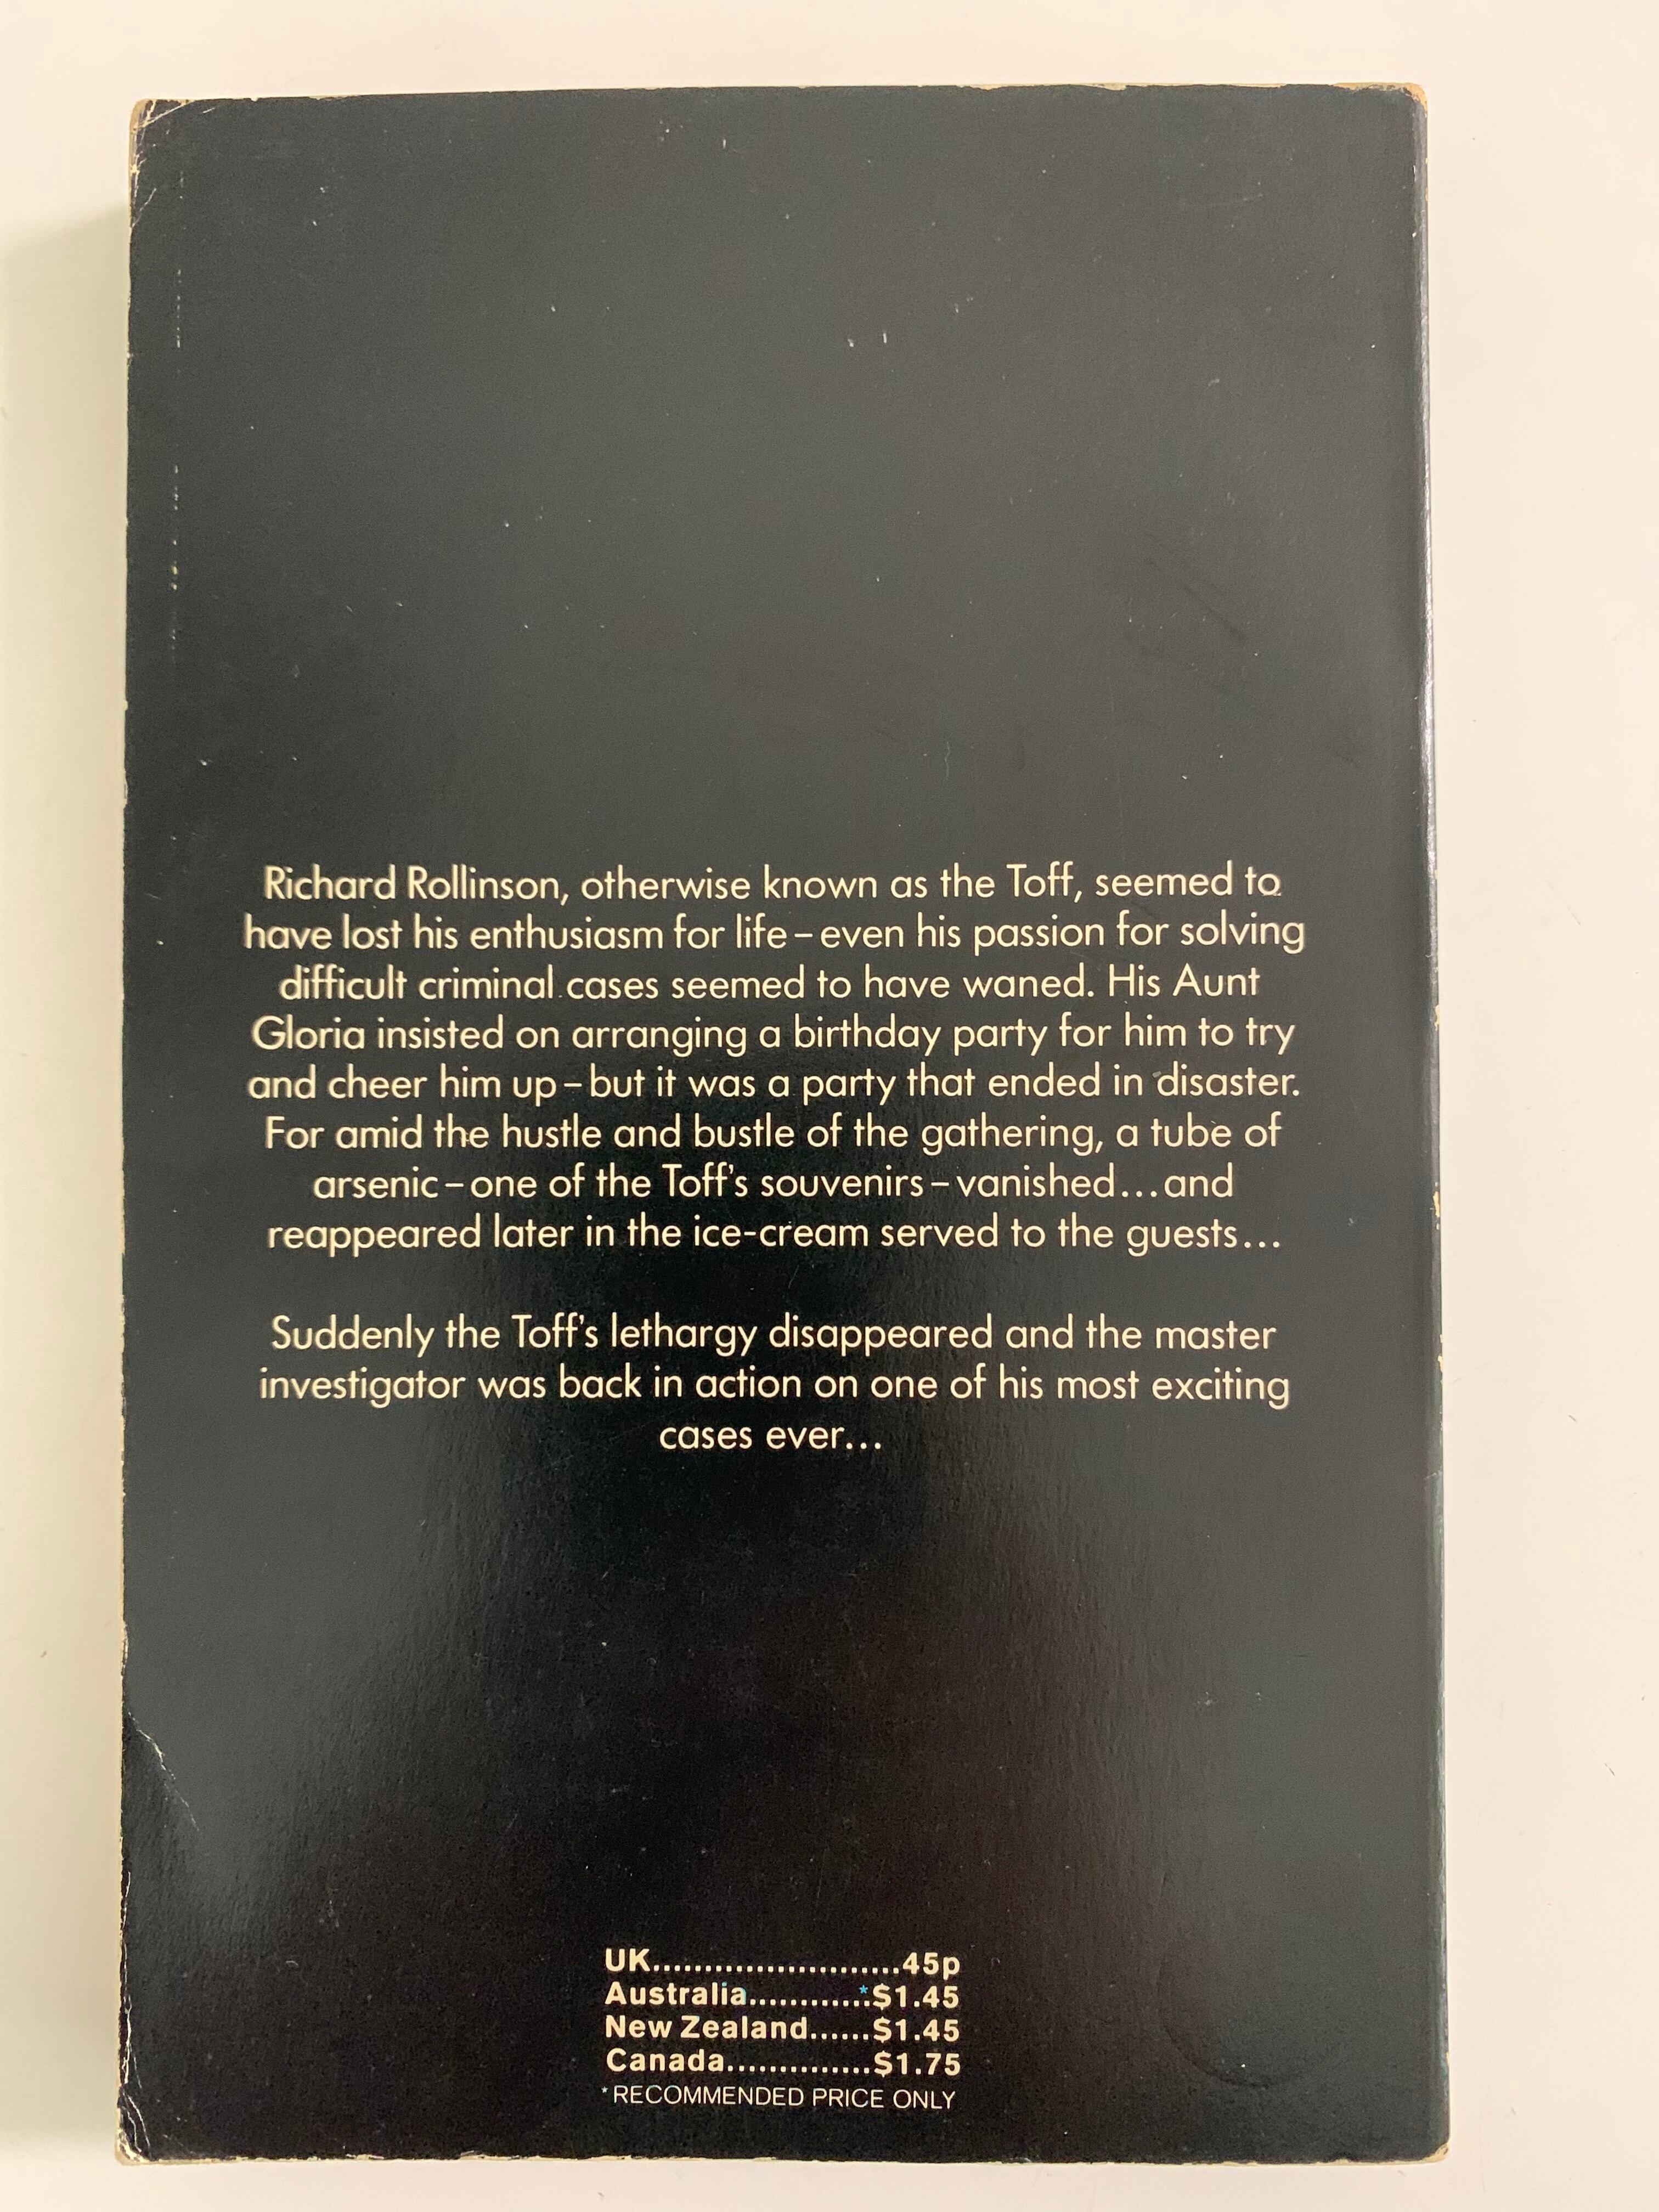 Richard Rollinson, otherwise known as the Toff, seemed to
have lost his enthusiasm for life – even his passion for solving
difficult criminal cases seemed to have waned. His Aunt
Gloria insisted on arranging a birthday party for him to try
and cheer him up – but it was a party that ended in disaster.
For amid the hustle and bustle of the gathering, a tube of
arsenic – one of the Toff's souvenirs – vanished...and
reappeared later in the ice-cream served to the guests...
Suddenly the Toff's lethargy disappeared and the master
investigator was back in action on one of his most exciting
cases ever...
UK........................45p
Australia............*$1.45
New Zealand......$1.45
Canada..............$1.75
*RECOMMENDED PRICE ONLY